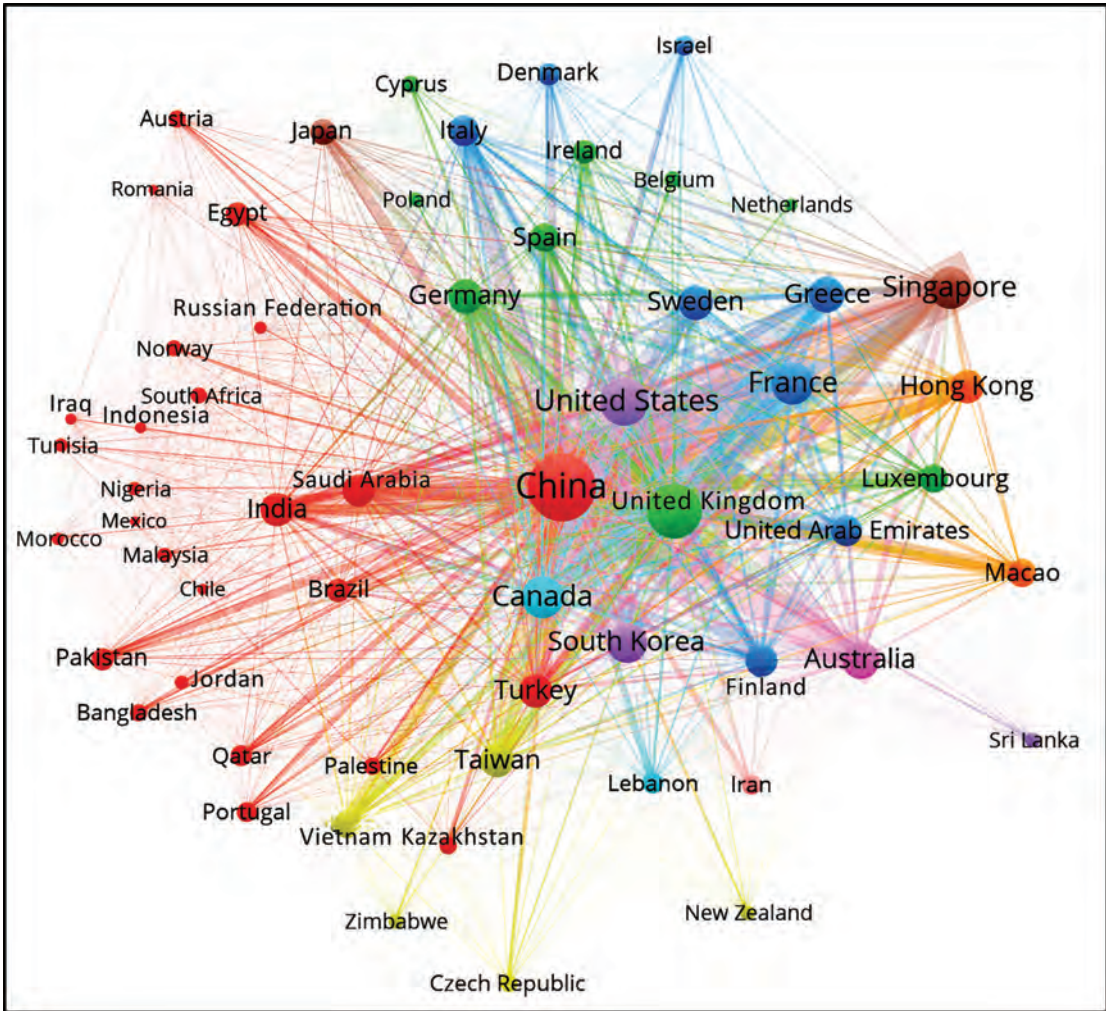 Israel
Denmark
Cyprus
Austria
Japan
Italy
Ireland
Belgium
Romania
Poland
Netherlands
Egypt
Spain
Germany
Sweden
Greece
Singapore
Russian Federation
Norway
South Africa
United States
France
Hong Kong
Iraq
Indonesia
Tunisia
Saudi Arabia
China
Luxembourg
Nigeria
India
United Kingdom
Mexico
Morocco
United Arab Emirates
Malaysia
Chile
Brazil
Canada
Macao
Pakistan
South Korea
Australia
Jordan
Turkey
Finland
Bangladesh
Sri Lanka
Qatar
Palestine
Taiwan
Lebanon
Iran
Portugal
Vietnam
Kazakhstan
Zimbabwe
New Zealand
Czech Republic